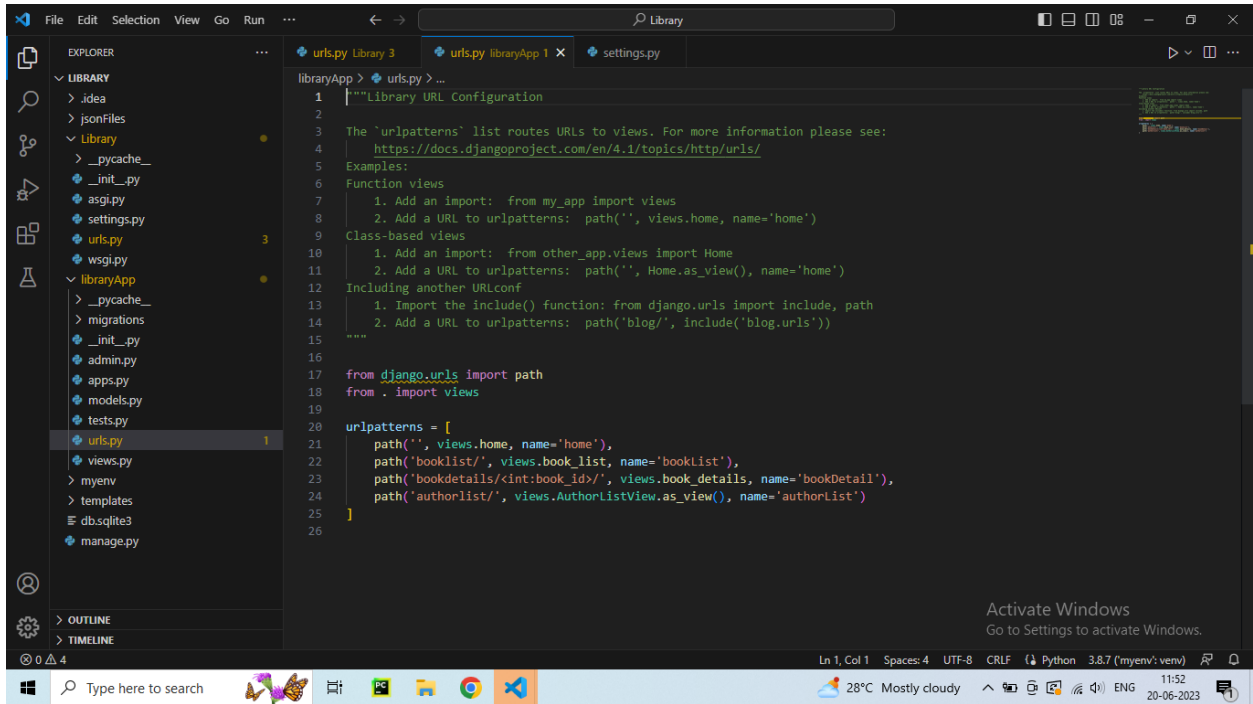 File Edit Selection View Go Run ··· Library
EXPLORER ···
LIBRARY
.idea
jsonFiles
Library
__pycache__
__init__.py
asgi.py
settings.py
urls.py 3
wsgi.py
libraryApp
__pycache__
migrations
__init__.py
admin.py
apps.py
models.py
tests.py
urls.py 1
views.py
myenv
templates
db.sqlite3
manage.py
OUTLINE
TIMELINE
urls.py Library 3 urls.py libraryApp 1 settings.py
libraryApp > urls.py > ...
1 """Library URL Configuration
2
3 The `urlpatterns` list routes URLs to views. For more information please see:
4     https://docs.djangoproject.com/en/4.1/topics/http/urls/
5 Examples:
6 Function views
7     1. Add an import:  from my_app import views
8     2. Add a URL to urlpatterns:  path('', views.home, name='home')
9 Class-based views
10     1. Add an import:  from other_app.views import Home
11     2. Add a URL to urlpatterns:  path('', Home.as_view(), name='home')
12 Including another URLconf
13     1. Import the include() function: from django.urls import include, path
14     2. Add a URL to urlpatterns:  path('blog/', include('blog.urls'))
15 """
16
17 from django.urls import path
18 from . import views
19
20 urlpatterns = [
21     path('', views.home, name='home'),
22     path('booklist/', views.book_list, name='bookList'),
23     path('bookdetails/<int:book_id>/', views.book_details, name='bookDetail'),
24     path('authorlist/', views.AuthorListView.as_view(), name='authorList')
25 ]
26
Activate Windows
Go to Settings to activate Windows.
0 4 Ln 1, Col 1 Spaces: 4 UTF-8 CRLF Python 3.8.7 ('myenv': venv)
Type here to search PC 28°C Mostly cloudy ENG 11:52
20-06-2023 1